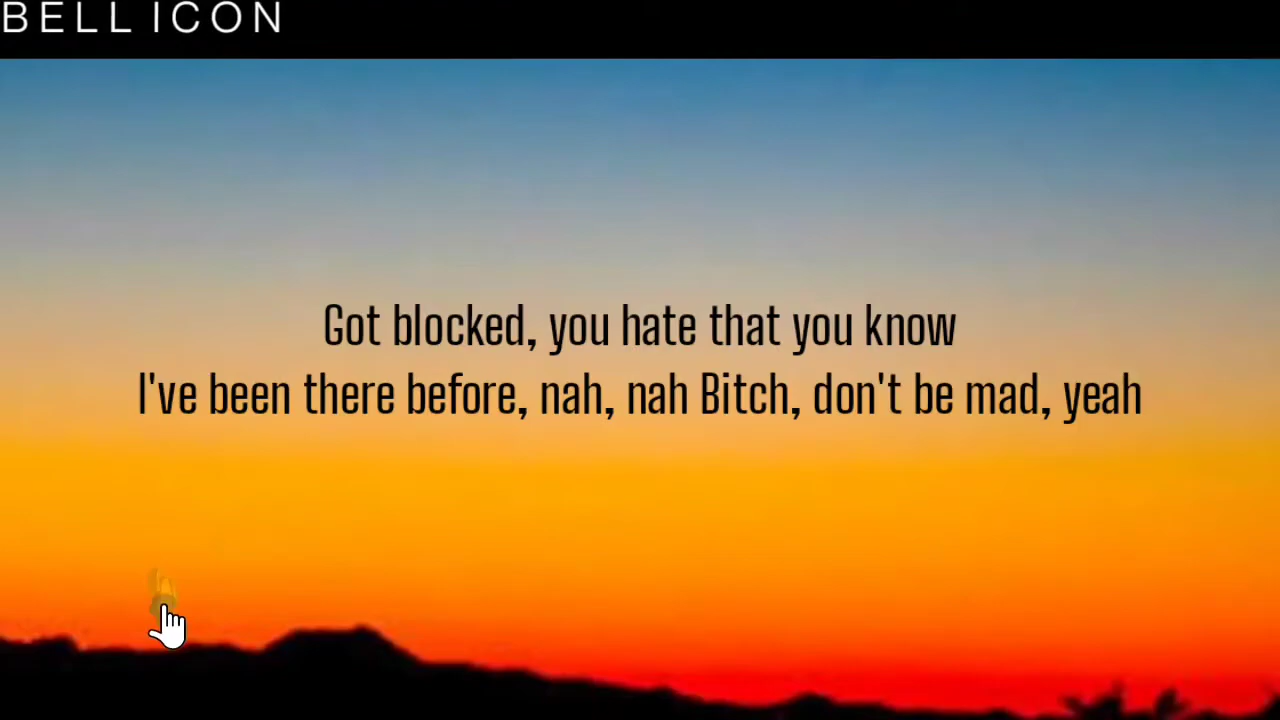 BELL ICON
Got blocked, you hate that you know
I've been there before, nah, nah Bitch, don't be mad, yeah